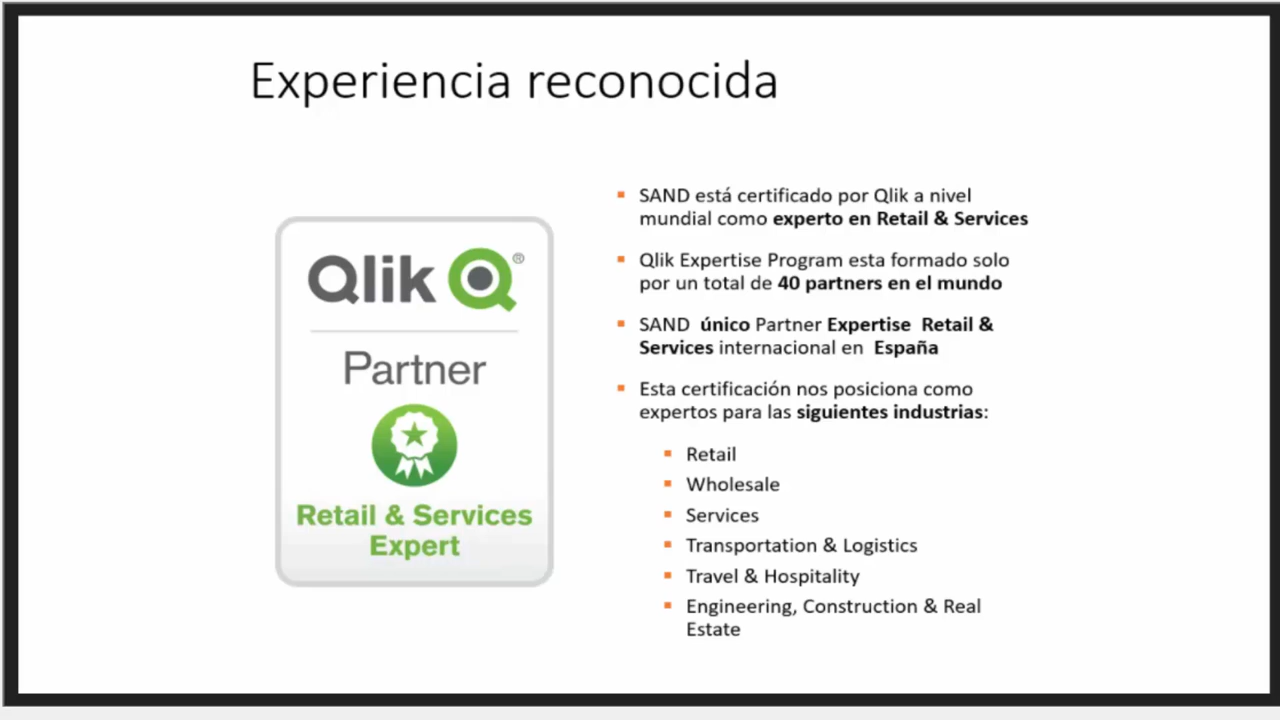 Experiencia reconocida
Qlik Q®
Partner
Retail & Services
Expert
▪ SAND está certificado por Qlik a nivel
mundial como experto en Retail & Services
▪ Qlik Expertise Program esta formado solo
por un total de 40 partners en el mundo
▪ SAND  único Partner Expertise  Retail &
Services internacional en  España
▪ Esta certificación nos posiciona como
expertos para las siguientes industrias:
▪ Retail
▪ Wholesale
▪ Services
▪ Transportation & Logistics
▪ Travel & Hospitality
▪ Engineering, Construction & Real
Estate